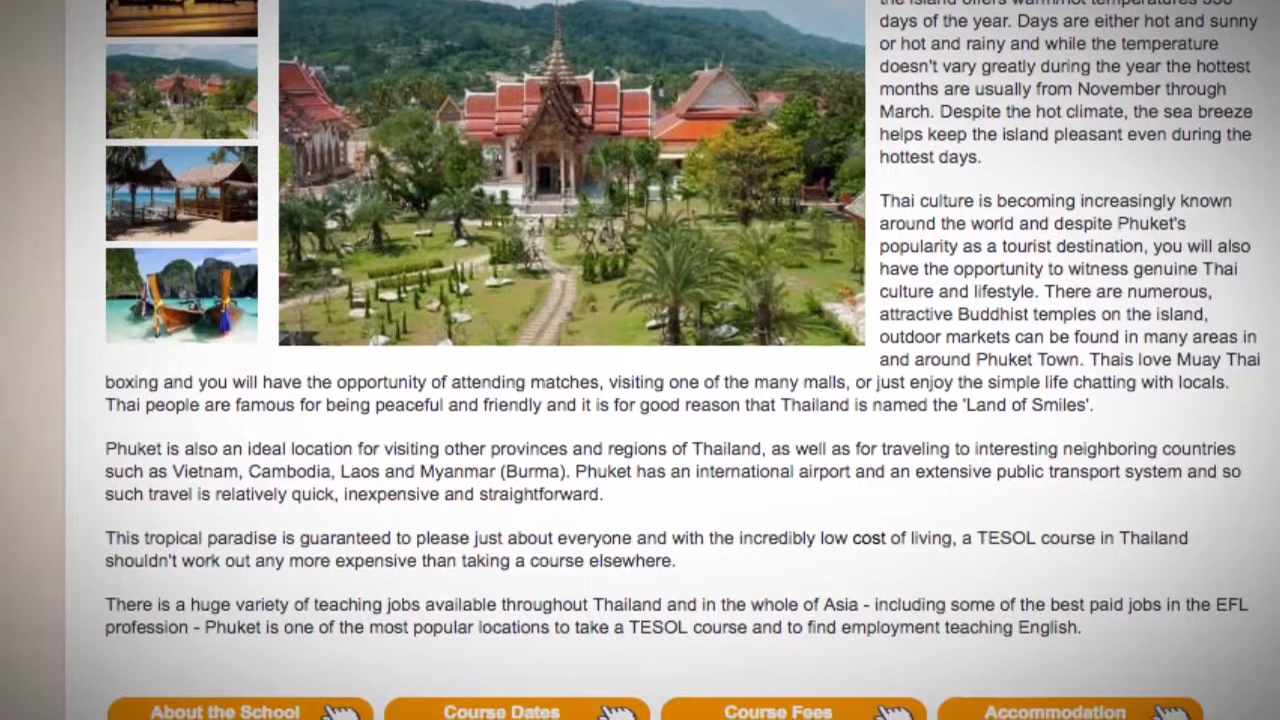 the island offers warm/hot temperatures
days of the year. Days are either hot and sunny
or hot and rainy and while the temperature
doesn't vary greatly during the year the hottest
months are usually from November through
March. Despite the hot climate, the sea breeze
helps keep the island pleasant even during the
hottest days.
Thai culture is becoming increasingly known
around the world and despite Phuket's
popularity as a tourist destination, you will also
have the opportunity to witness genuine Thai
culture and lifestyle. There are numerous,
attractive Buddhist temples on the island,
outdoor markets can be found in many areas in
and around Phuket Town. Thais love Muay Thai
boxing and you will have the opportunity of attending matches, visiting one of the many malls, or just enjoy the simple life chatting with locals.
Thai people are famous for being peaceful and friendly and it is for good reason that Thailand is named the 'Land of Smiles'.
Phuket is also an ideal location for visiting other provinces and regions of Thailand, as well as for traveling to interesting neighboring countries
such as Vietnam, Cambodia, Laos and Myanmar (Burma). Phuket has an international airport and an extensive public transport system and so
such travel is relatively quick, inexpensive and straightforward.
This tropical paradise is guaranteed to please just about everyone and with the incredibly low cost of living, a TESOL course in Thailand
shouldn't work out any more expensive than taking a course elsewhere.
There is a huge variety of teaching jobs available throughout Thailand and in the whole of Asia - including some of the best paid jobs in the EFL
profession - Phuket is one of the most popular locations to take a TESOL course and to find employment teaching English.
About the School
Course Dates
Course Fees
Accommodation